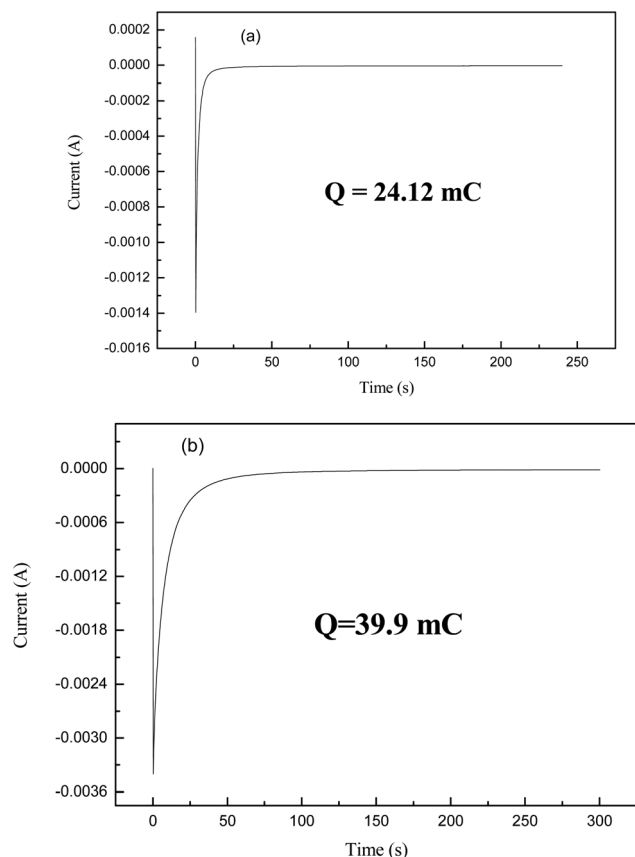 (a)
0.0002
0.0000
-0.0002
-0.0004
-0.0006
-0.0008
-0.0010
-0.0012
-0.0014
-0.0016
Current (A)
Q = 24.12 mC
0 50 100 150 200 250
Time (s)
(b)
0.0000
-0.0006
-0.0012
-0.0018
-0.0024
-0.0030
-0.0036
Current (A)
Q=39.9 mC
0 50 100 150 200 250 300
Time (s)